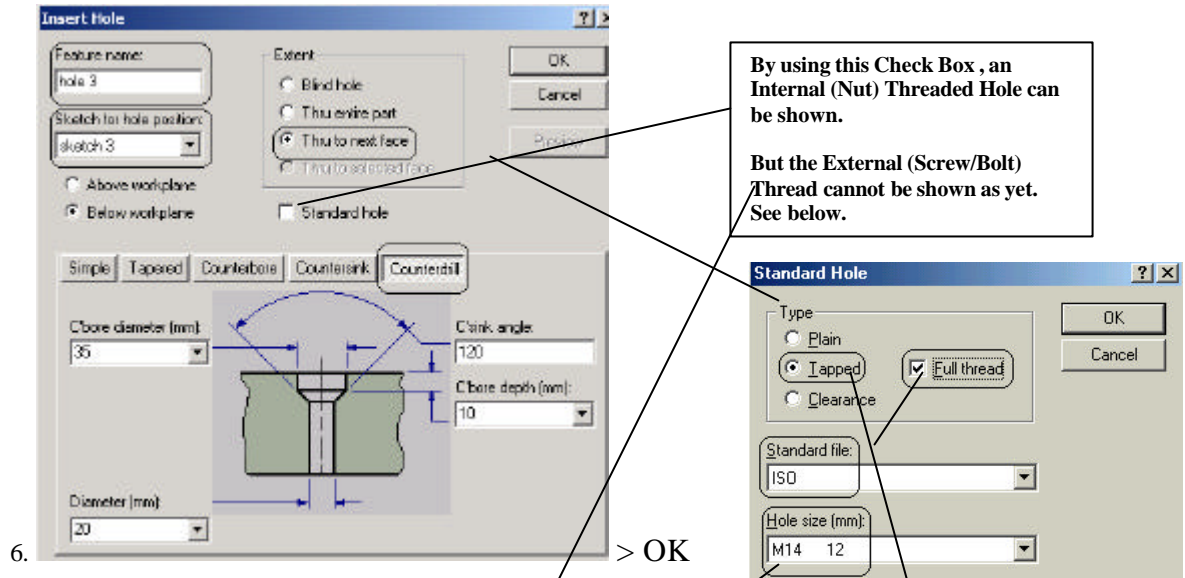 Insert Hole
Feature name:
hole 3
Sketch for hole position:
sketch 3
Above workplane
Below workplane
Extent
Blind hole
Thru entire part
Thru to next face
Thru to selected face
Standard hole
OK
Cancel
Preview
Simple Tapered Counterbore Countersink Counterdrill
C'bore diameter (mm):
35
C'sink angle:
120
C'bore depth (mm):
10
Diameter (mm):
20
6.
> OK
By using this Check Box , an
Internal (Nut) Threaded Hole can
be shown.
But the External (Screw/Bolt)
Thread cannot be shown as yet.
See below.
Standard Hole
Type
Plain
Tapped
Clearance
Full thread
OK
Cancel
Standard file:
ISO
Hole size (mm):
M14 12